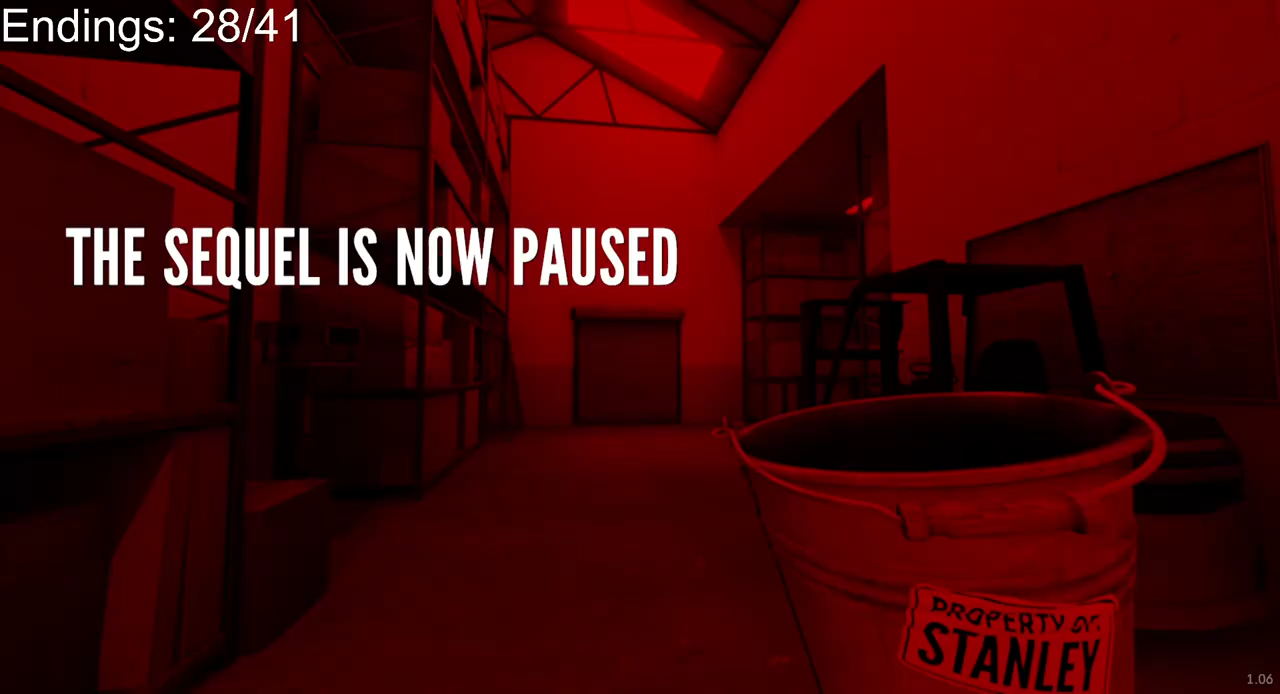 Endings: 28/41
THE SEQUEL IS NOW PAUSED
PROPERTY OF
STANLEY
1.06